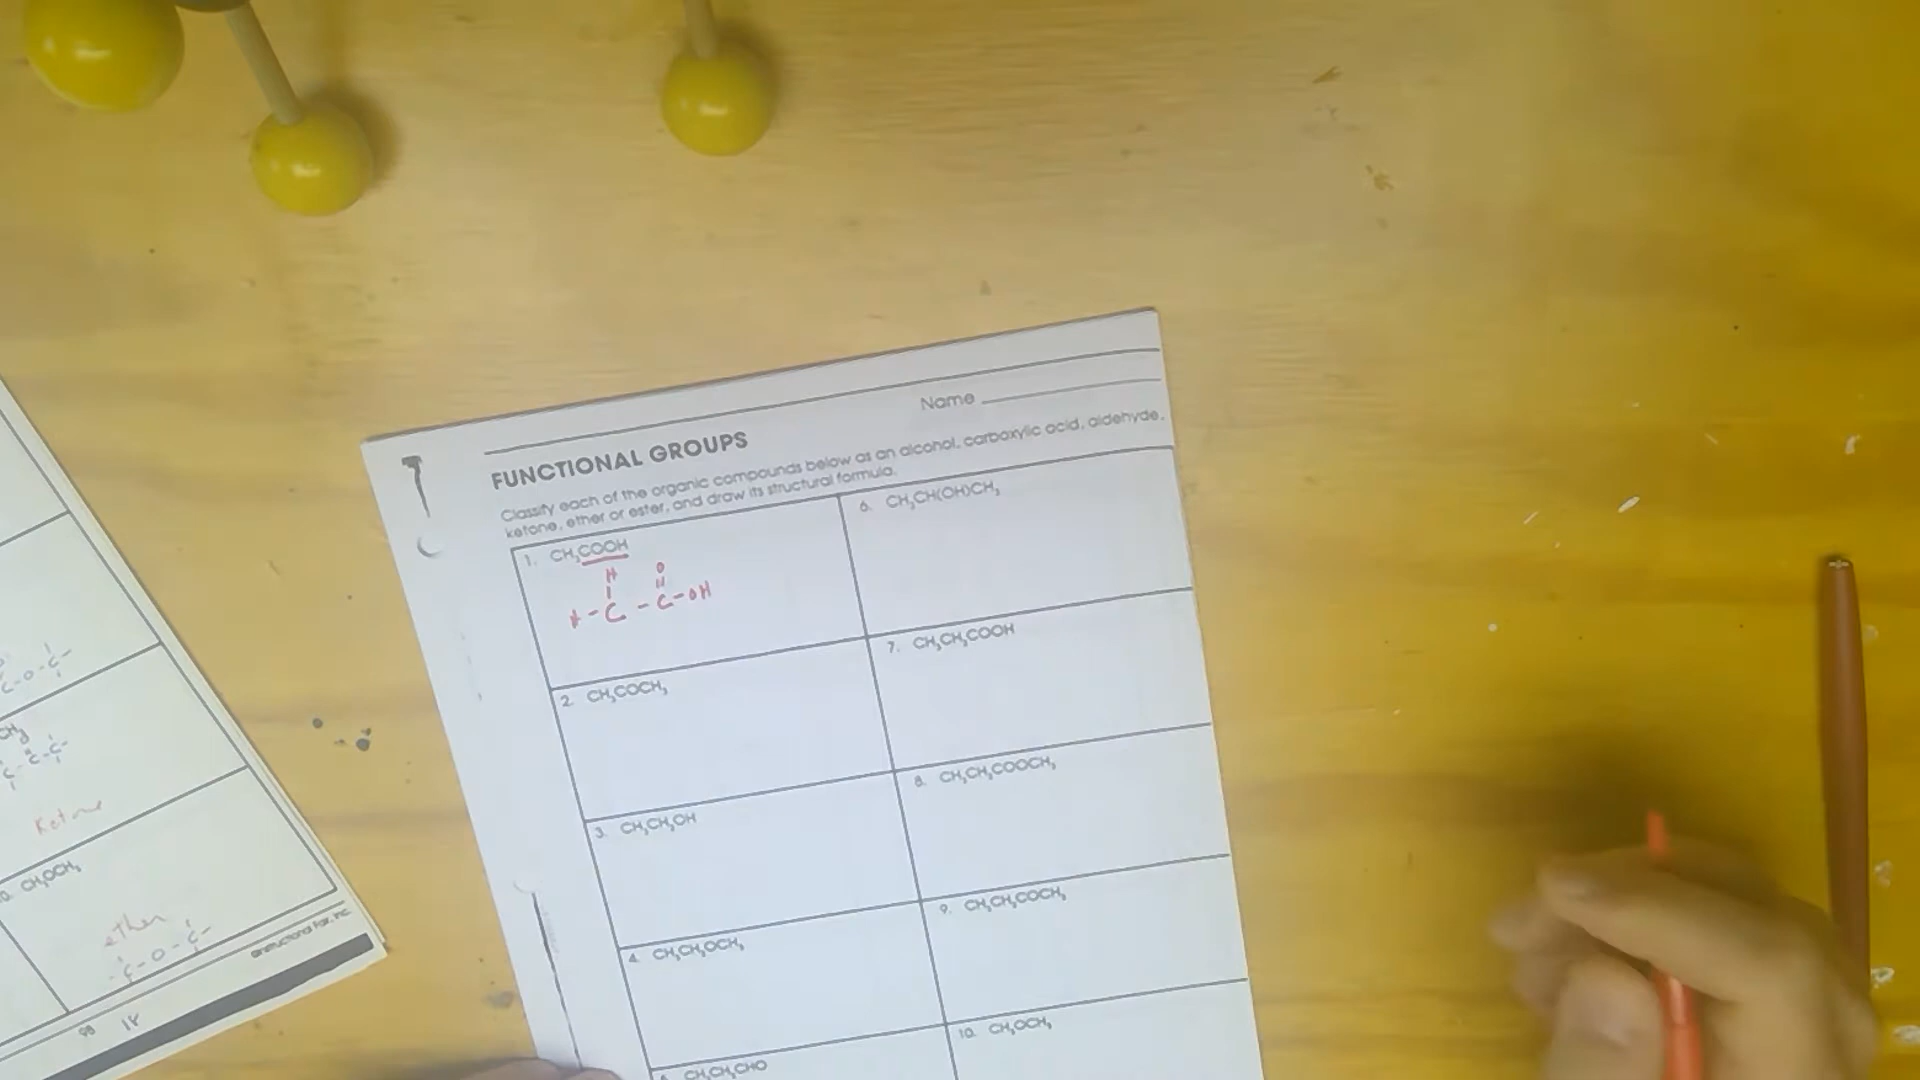 Name
FUNCTIONAL GROUPS
Classify each of the organic compounds below as an alcohol, carboxylic acid, aldehyde,
ketone, ether or ester, and draw its structural formula.
1. CH₃COOH
H O
H - C - C - OH
2. CH₃COCH₃
3. CH₃CH₂OH
4. CH₃CH₂OCH₃
CH₃CH₂CHO
6. CH₃CH(OH)CH₃
7. CH₃CH₂COOH
8. CH₃CH₂COOCH₃
9. CH₃CH₂COCH₃
10. CH₃OCH₃
C-O-C-
Ketone
CH₃OCH₃
ether
-C-O-C-